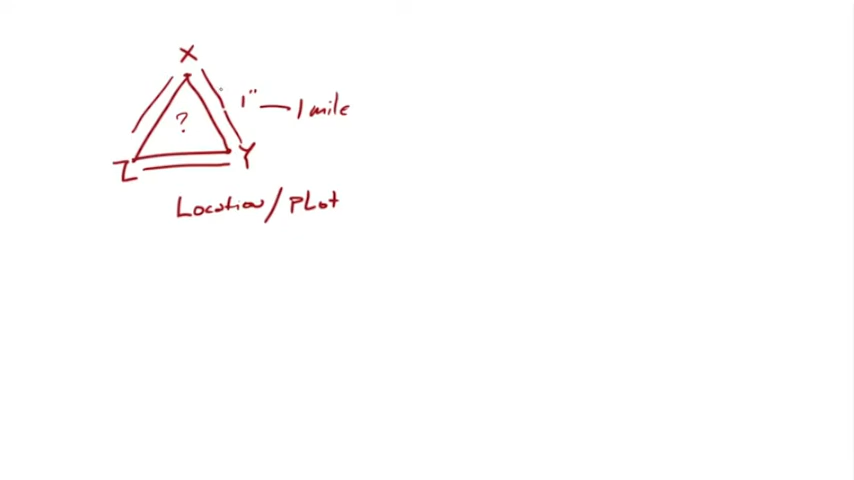 X
1" — 1 mile
?
Z Y
Location/PLot